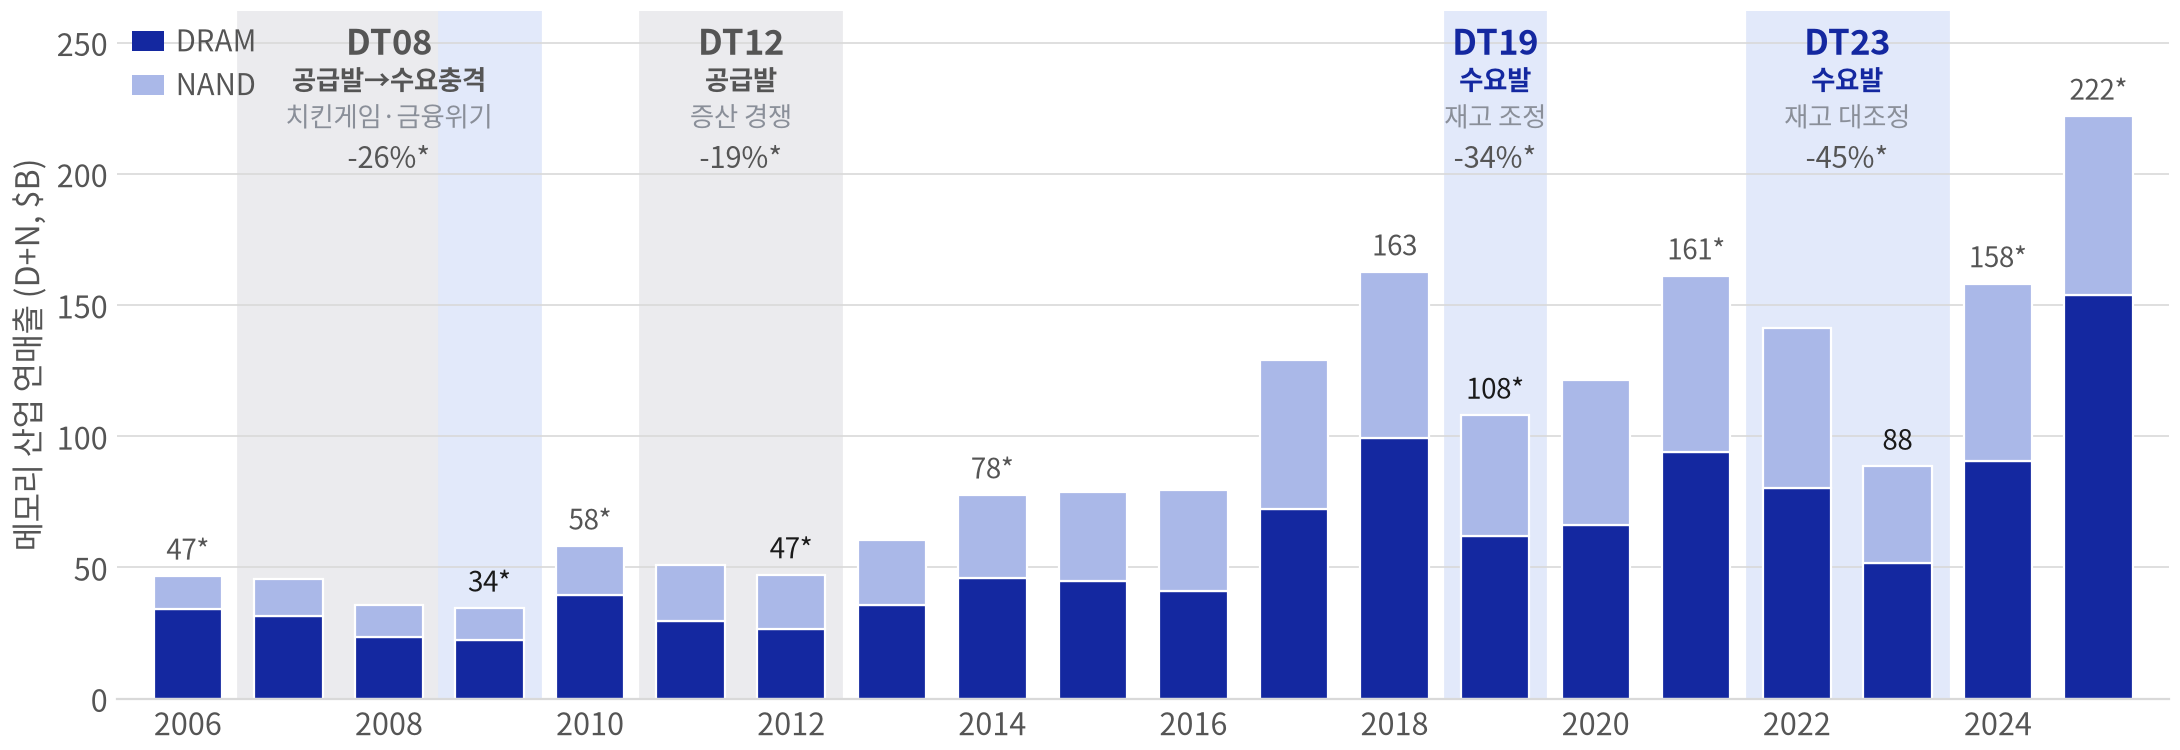 DRAM
NAND
DT08
공급발→수요충격
치킨게임·금융위기
-26%*
DT12
공급발
증산 경쟁
-19%*
DT19
수요발
재고 조정
-34%*
DT23
수요발
재고 대조정
-45%*
메모리 산업 연매출 (D+N, $B)
250
200
150
100
50
0
47*
34*
58*
47*
78*
163
108*
161*
88
158*
222*
2006 2008 2010 2012 2014 2016 2018 2020 2022 2024